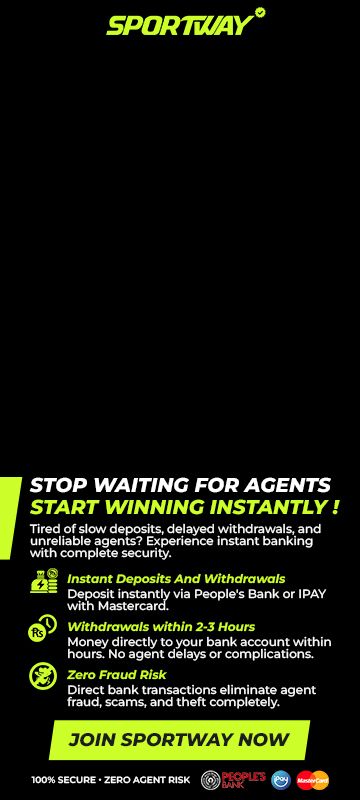 SPORTWAY
STOP WAITING FOR AGENTS
START WINNING INSTANTLY !
Tired of slow deposits, delayed withdrawals, and
unreliable agents? Experience instant banking
with complete security.
Instant Deposits And Withdrawals
Deposit instantly via People's Bank or IPAY
with Mastercard.
Rs
Withdrawals within 2-3 Hours
Money directly to your bank account within
hours. No agent delays or complications.
Zero Fraud Risk
Direct bank transactions eliminate agent
fraud, scams, and theft completely.
JOIN SPORTWAY NOW
100% SECURE • ZERO AGENT RISK
PEOPLE'S
BANK
iPay
MasterCard